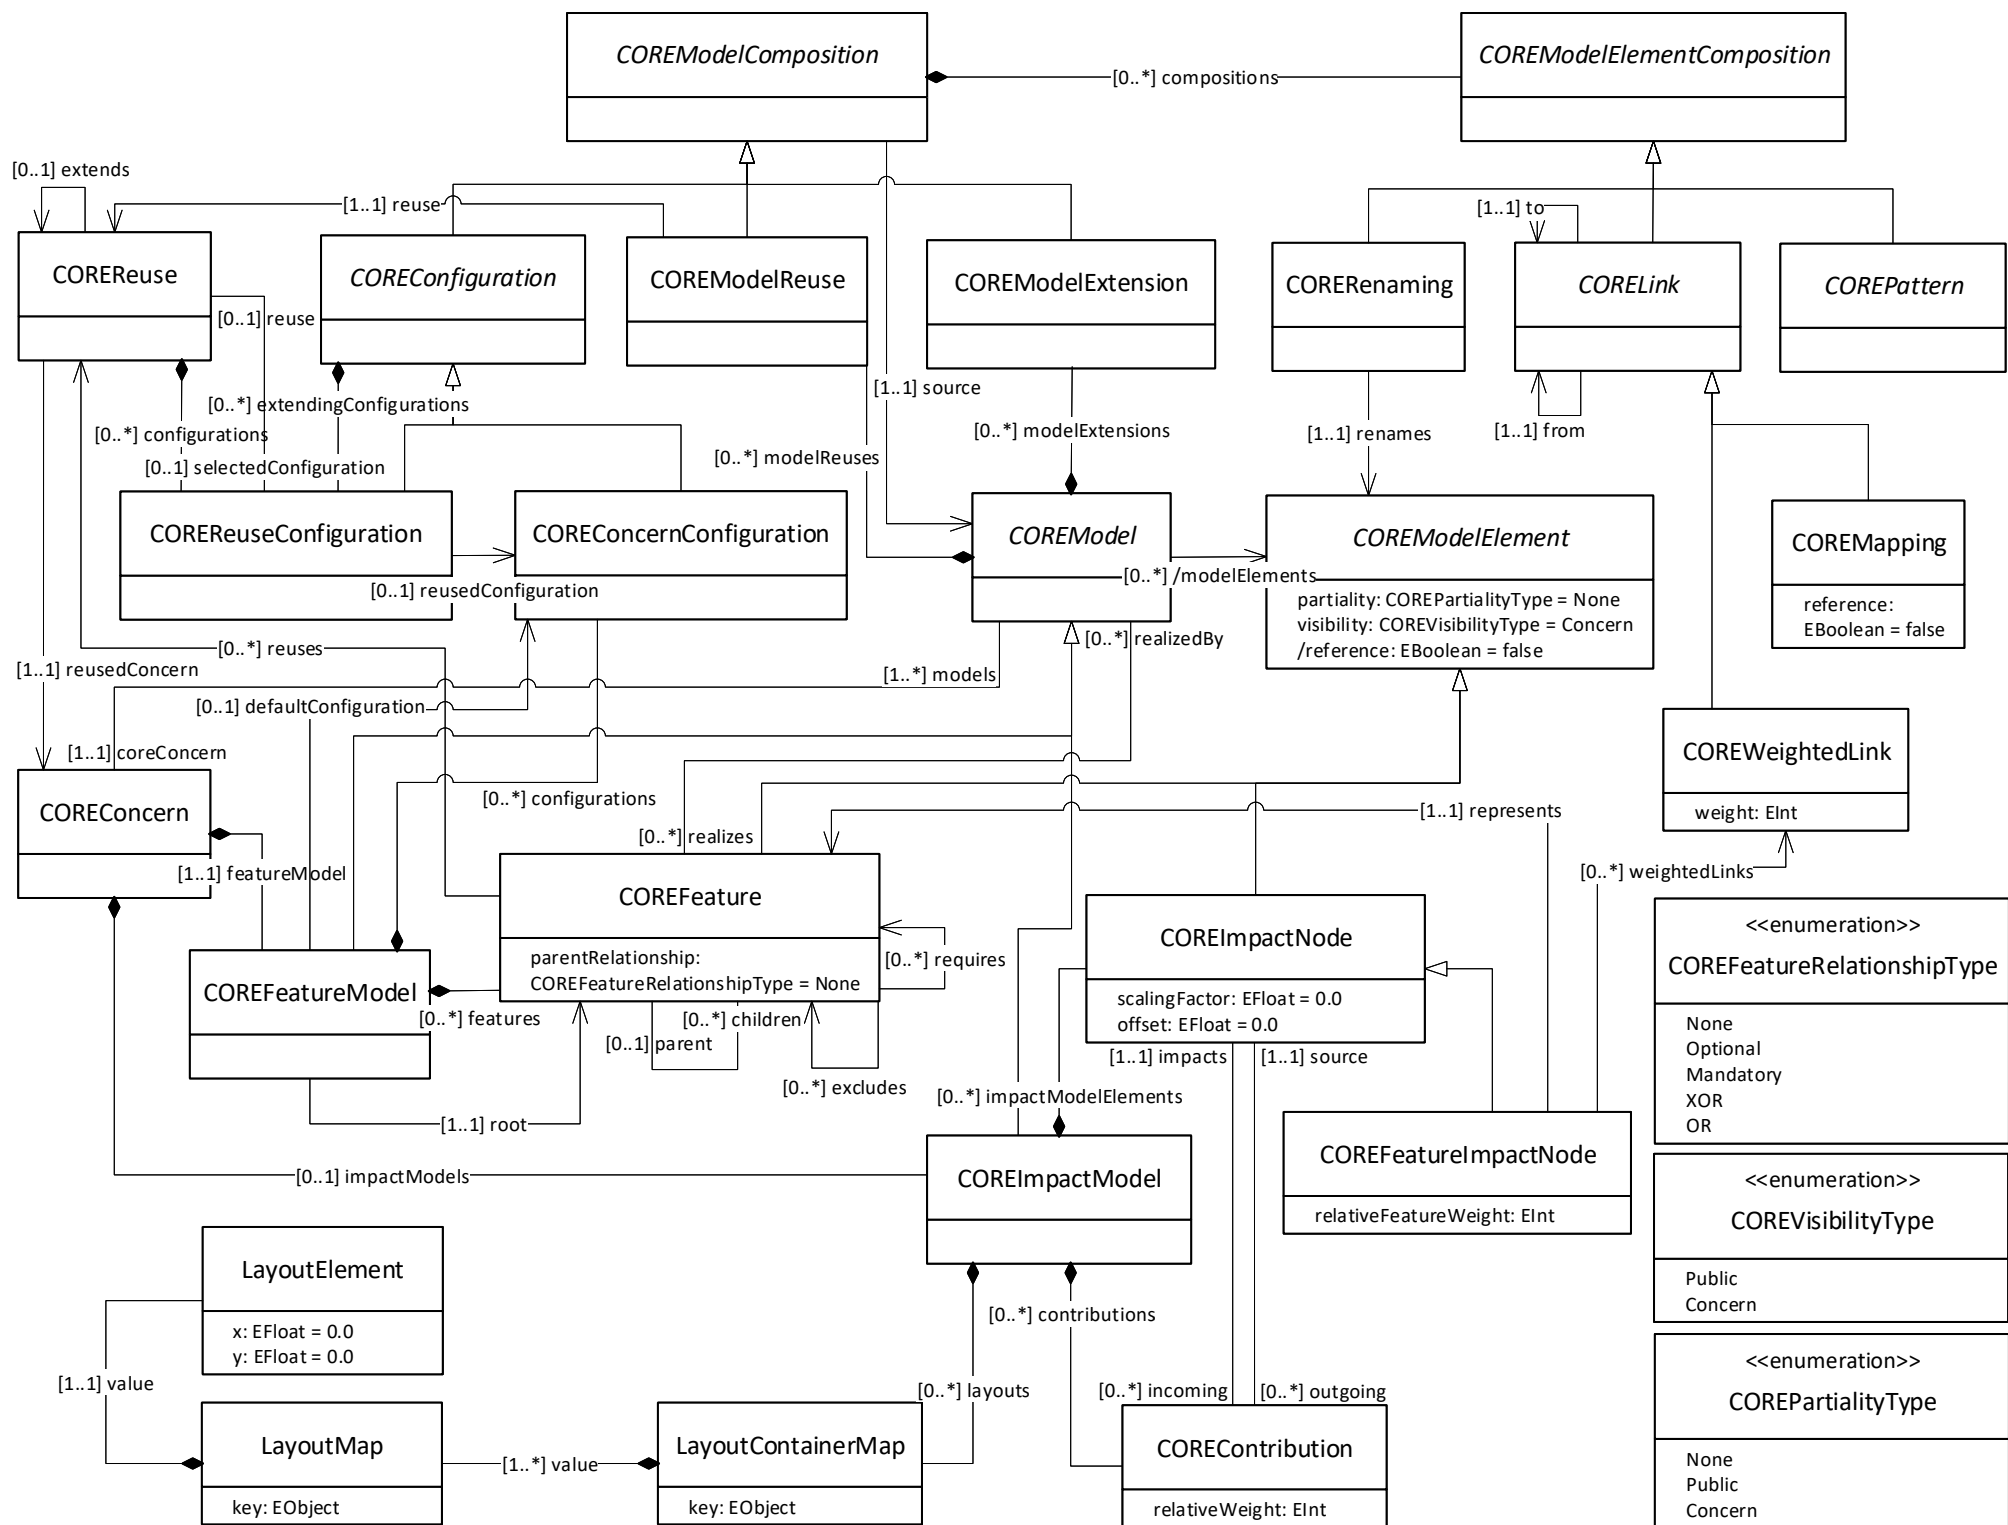 COREModelComposition
[0..*] compositions
COREModelElementComposition
[0..1] extends
[1..1] reuse
[1..1] to
COREReuse
COREConfiguration
COREModelReuse
COREModelExtension
CORERenaming
CORELink
COREPattern
[0..1] reuse
[1..1] source
[0..*] extendingConfigurations
[0..*] configurations
[0..1] selectedConfiguration
[0..*] modelReuses
[0..*] modelExtensions
[1..1] renames
[1..1] from
COREReuseConfiguration
COREConcernConfiguration
COREModel
COREModelElement
partiality: COREPartialityType = None
visibility: COREVisibilityType = Concern
/reference: EBoolean = false
COREMapping
reference:
EBoolean = false
[0..1] reusedConfiguration
[0..*] /modelElements
[0..*] reuses
[0..*] realizedBy
[1..1] reusedConcern
[1..*] models
[0..1] defaultConfiguration
[1..1] coreConcern
COREWeightedLink
weight: EInt
COREConcern
[0..*] configurations
[0..*] realizes
[1..1] represents
[1..1] featureModel
[0..*] weightedLinks
COREFeature
parentRelationship:
COREFeatureRelationshipType = None
[0..*] requires
COREImpactNode
scalingFactor: EFloat = 0.0
offset: EFloat = 0.0
<<enumeration>>
COREFeatureRelationshipType
None
Optional
Mandatory
XOR
OR
COREFeatureModel
[0..*] features
[0..*] children
[0..1] parent
[0..*] excludes
[1..1] impacts
[1..1] source
[0..*] impactModelElements
[1..1] root
[0..1] impactModels
COREImpactModel
COREFeatureImpactNode
relativeFeatureWeight: EInt
<<enumeration>>
COREVisibilityType
Public
Concern
LayoutElement
x: EFloat = 0.0
y: EFloat = 0.0
[0..*] contributions
[1..1] value
[0..*] layouts
[0..*] incoming
[0..*] outgoing
<<enumeration>>
COREPartialityType
None
Public
Concern
LayoutMap
key: EObject
[1..*] value
LayoutContainerMap
key: EObject
COREContribution
relativeWeight: EInt